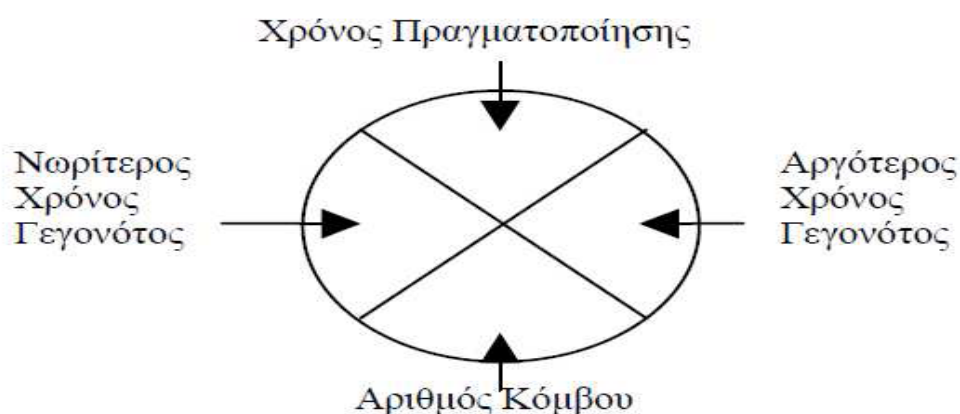 Χρόνος Πραγματοποίησης
Νωρίτερος
Χρόνος
Γεγονότος
Αργότερος
Χρόνος
Γεγονότος
Αριθμός Κόμβου